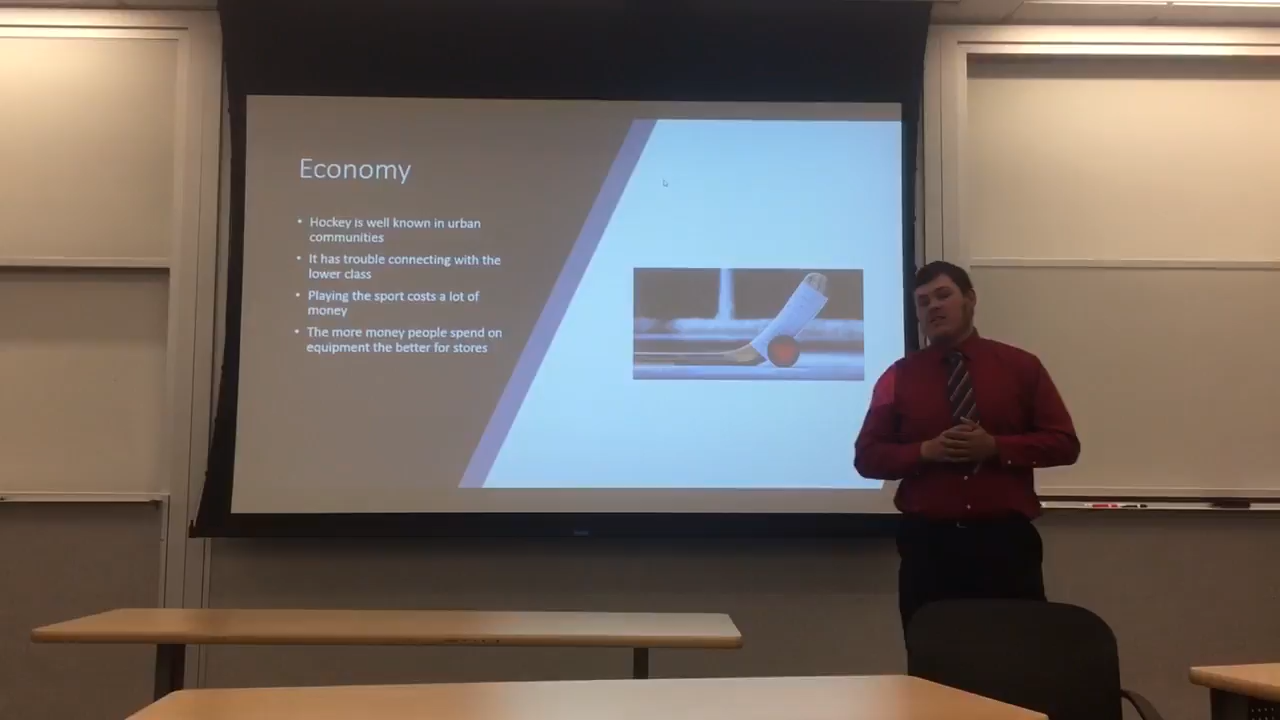 Economy
• Hockey is well known in urban
communities
• It has trouble connecting with the
lower class
• Playing the sport costs a lot of
money
• The more money people spend on
equipment the better for stores